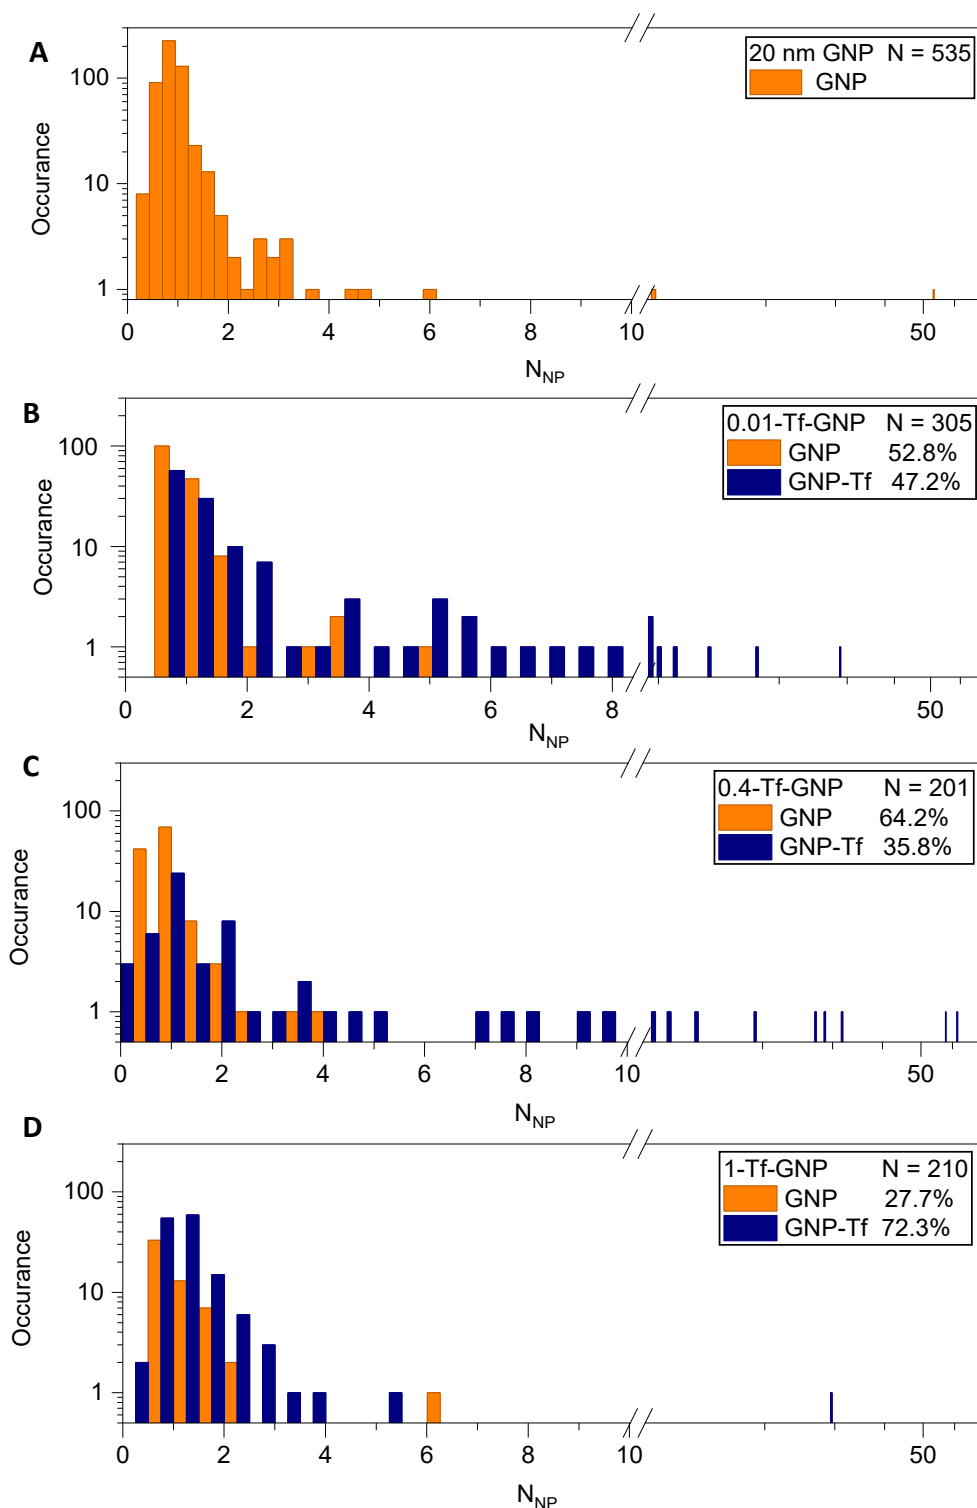 A
20 nm GNP N = 535
GNP
Occurance
100
10
1
0 2 4 6 8 10 50
N_NP
B
0.01-Tf-GNP N = 305
GNP 52.8%
GNP-Tf 47.2%
Occurance
100
10
1
0 2 4 6 8 50
N_NP
C
0.4-Tf-GNP N = 201
GNP 64.2%
GNP-Tf 35.8%
Occurance
100
10
1
0 2 4 6 8 10 50
N_NP
D
1-Tf-GNP N = 210
GNP 27.7%
GNP-Tf 72.3%
Occurance
100
10
1
0 2 4 6 8 10 50
N_NP